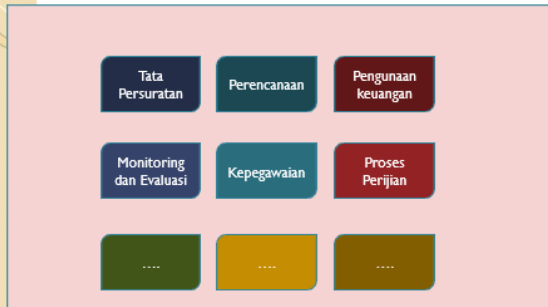 Tata
Persuratan
Perencanaan
Pengunaan
keuangan
Monitoring
dan Evaluasi
Kepegawaian
Proses
Perijian
....
....
....